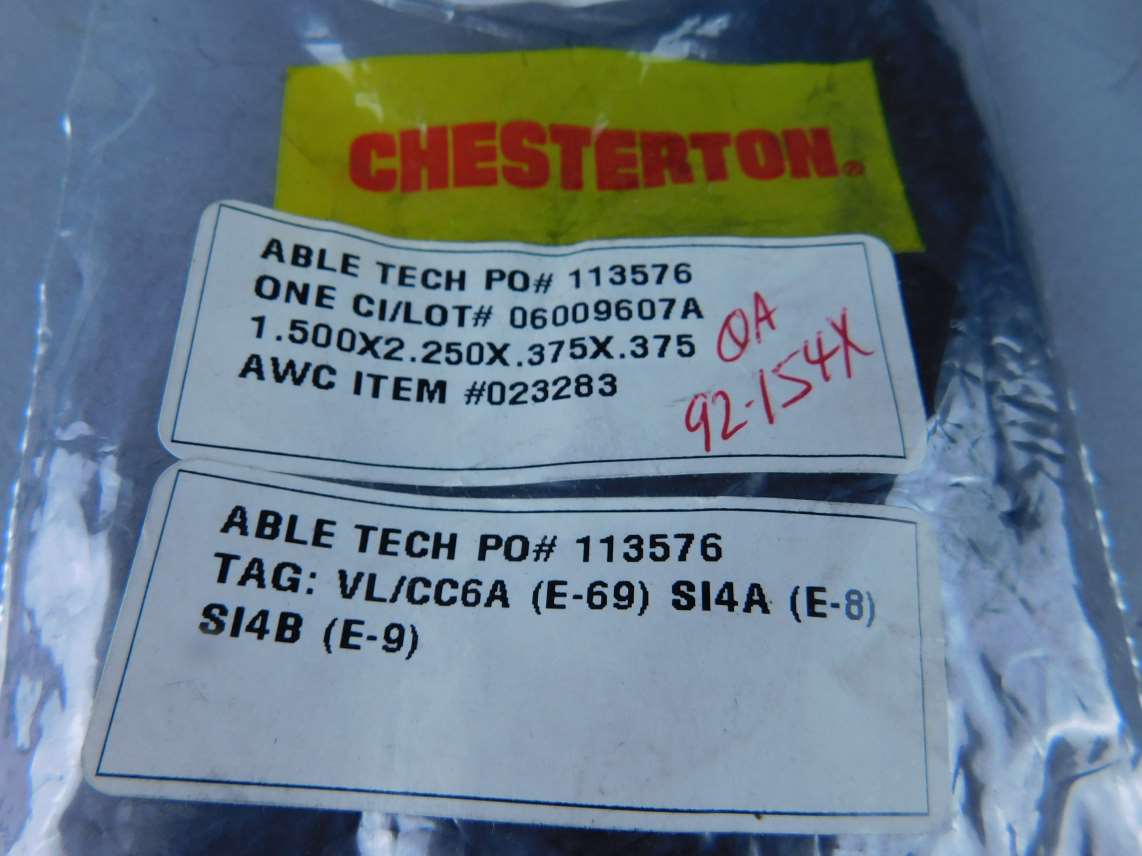 CHESTERTON®
ABLE TECH PO# 113576
ONE CI/LOT# 06009607A
1.500X2.250X.375X.375
AWC ITEM #023283
QA
92-154X
ABLE TECH PO# 113576
TAG: VL/CC6A (E-69) SI4A (E-8)
SI4B (E-9)